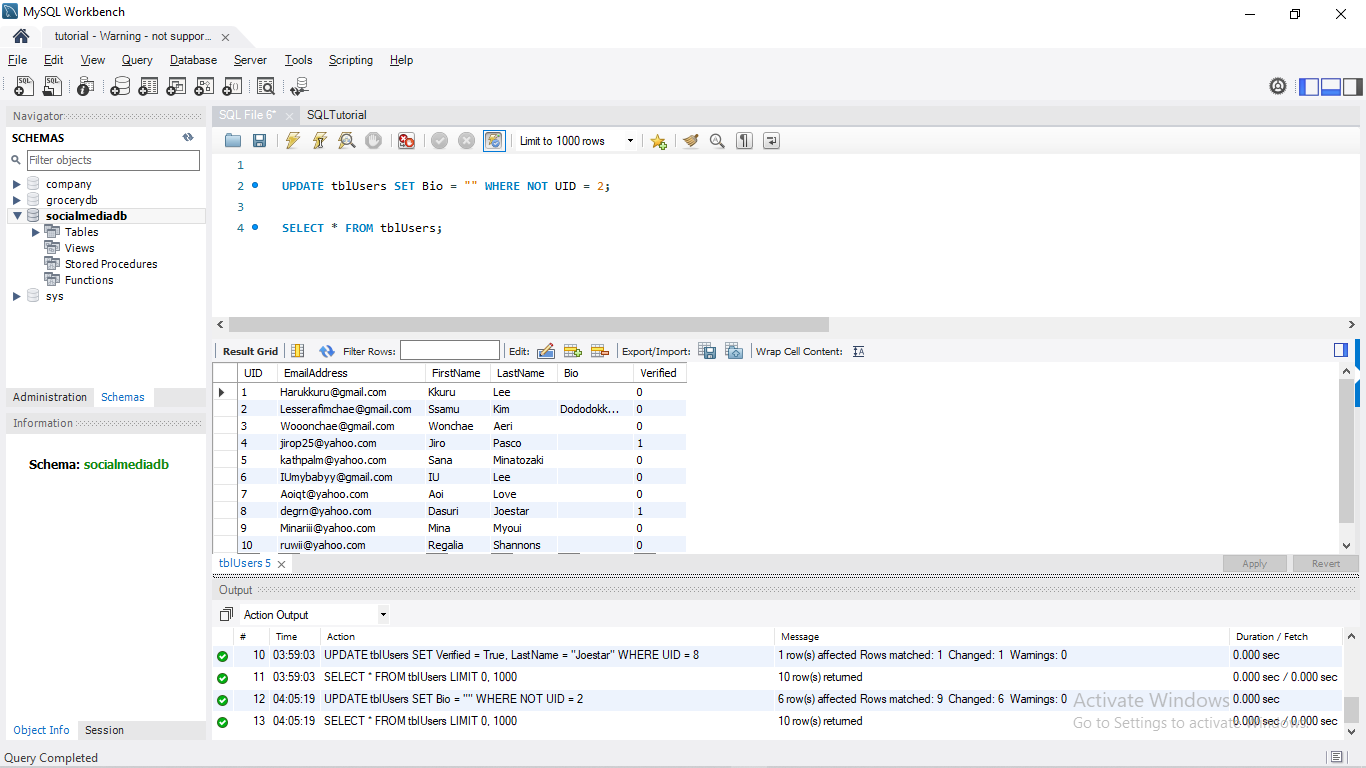 MySQL Workbench
tutorial - Warning - not suppor...
File Edit View Query Database Server Tools Scripting Help
Navigator
SCHEMAS
Filter objects
company
grocerydb
socialmediadb
Tables
Views
Stored Procedures
Functions
sys
Administration Schemas
Information
Schema: socialmediadb
Object Info Session
SQL File 6* SQLTutorial
Limit to 1000 rows
1
2 UPDATE tblUsers SET Bio = "" WHERE NOT UID = 2;
3
4 SELECT * FROM tblUsers;
Result Grid Filter Rows: Edit: Export/Import: Wrap Cell Content:
UID EmailAddress FirstName LastName Bio Verified
1 Harukkuru@gmail.com Kkuru Lee 0
2 Lesserafimchae@gmail.com Ssamu Kim Dododokk... 0
3 Wooonchae@gmail.com Wonchae Aeri 0
4 jirop25@yahoo.com Jiro Pasco 1
5 kathpalm@yahoo.com Sana Minatozaki 0
6 IUmybabyy@gmail.com IU Lee 0
7 Aoiqt@yahoo.com Aoi Love 0
8 degrn@yahoo.com Dasuri Joestar 1
9 Minariii@yahoo.com Mina Myoui 0
10 ruwii@yahoo.com Regalia Shannons 0
tblUsers 5 Apply Revert
Output
Action Output
# Time Action Message Duration / Fetch
10 03:59:03 UPDATE tblUsers SET Verified = True, LastName = "Joestar" WHERE UID = 8 1 row(s) affected Rows matched: 1 Changed: 1 Warnings: 0 0.000 sec
11 03:59:03 SELECT * FROM tblUsers LIMIT 0, 1000 10 row(s) returned 0.000 sec / 0.000 sec
12 04:05:19 UPDATE tblUsers SET Bio = "" WHERE NOT UID = 2 6 row(s) affected Rows matched: 9 Changed: 6 Warnings: 0 0.000 sec
13 04:05:19 SELECT * FROM tblUsers LIMIT 0, 1000 10 row(s) returned 0.000 sec / 0.000 sec
Activate Windows
Go to Settings to activate Windows.
Query Completed